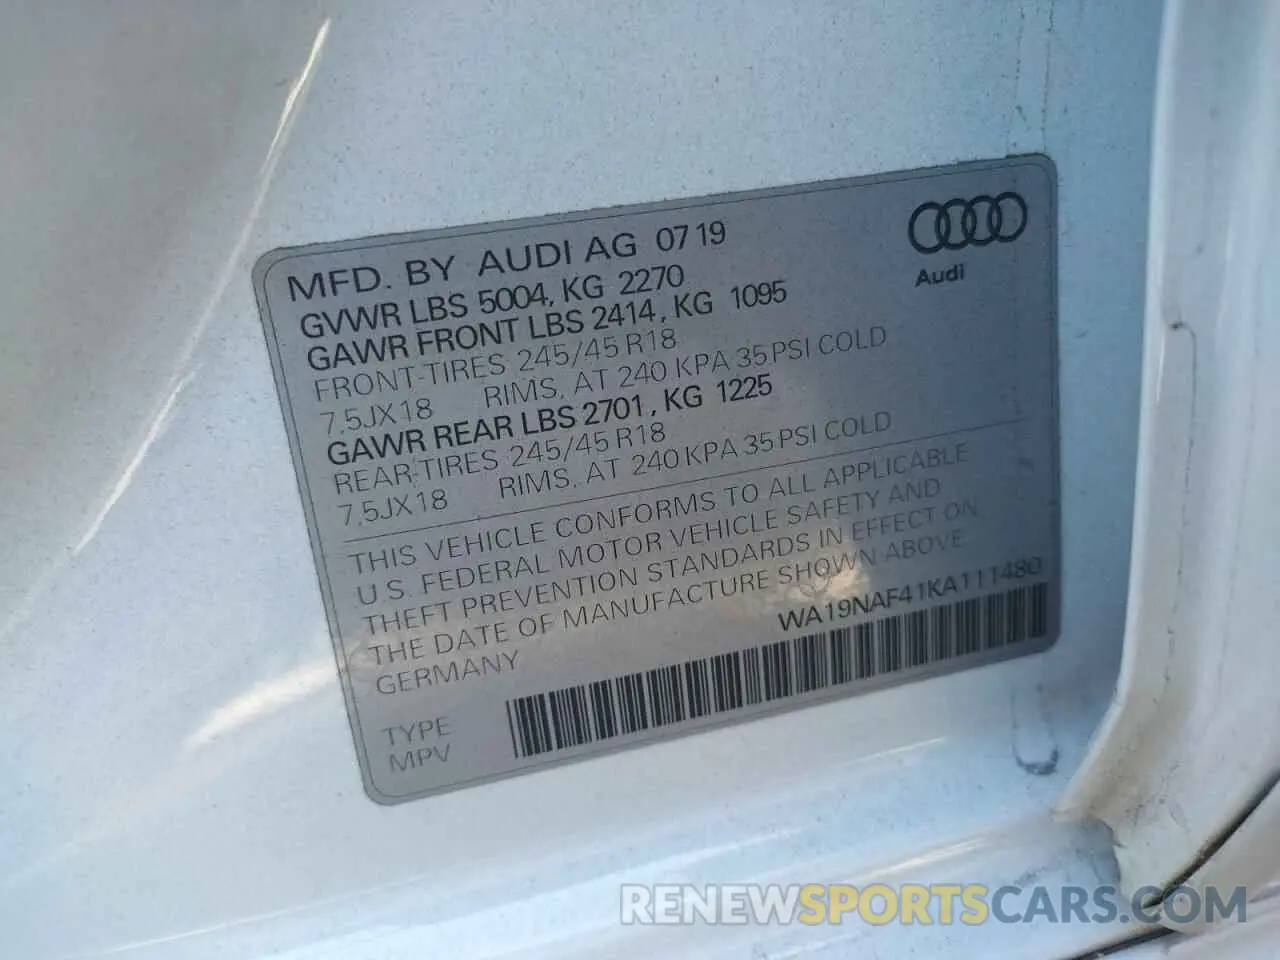 MFD. BY AUDI AG 07 19
GVWR LBS 5004, KG 2270
GAWR FRONT LBS 2414, KG 1095
FRONT-TIRES 245/45 R18
7,5JX18 RIMS. AT 240 KPA 35 PSI COLD
GAWR REAR LBS 2701, KG 1225
REAR-TIRES 245/45 R18
7,5JX18 RIMS. AT 240 KPA 35 PSI COLD
Audi
THIS VEHICLE CONFORMS TO ALL APPLICABLE
U.S. FEDERAL MOTOR VEHICLE SAFETY AND
THEFT PREVENTION STANDARDS IN EFFECT ON
THE DATE OF MANUFACTURE SHOWN ABOVE
GERMANY
WA19NAF41KA111480
TYPE
MPV
RENEWSPORTSCARS.COM